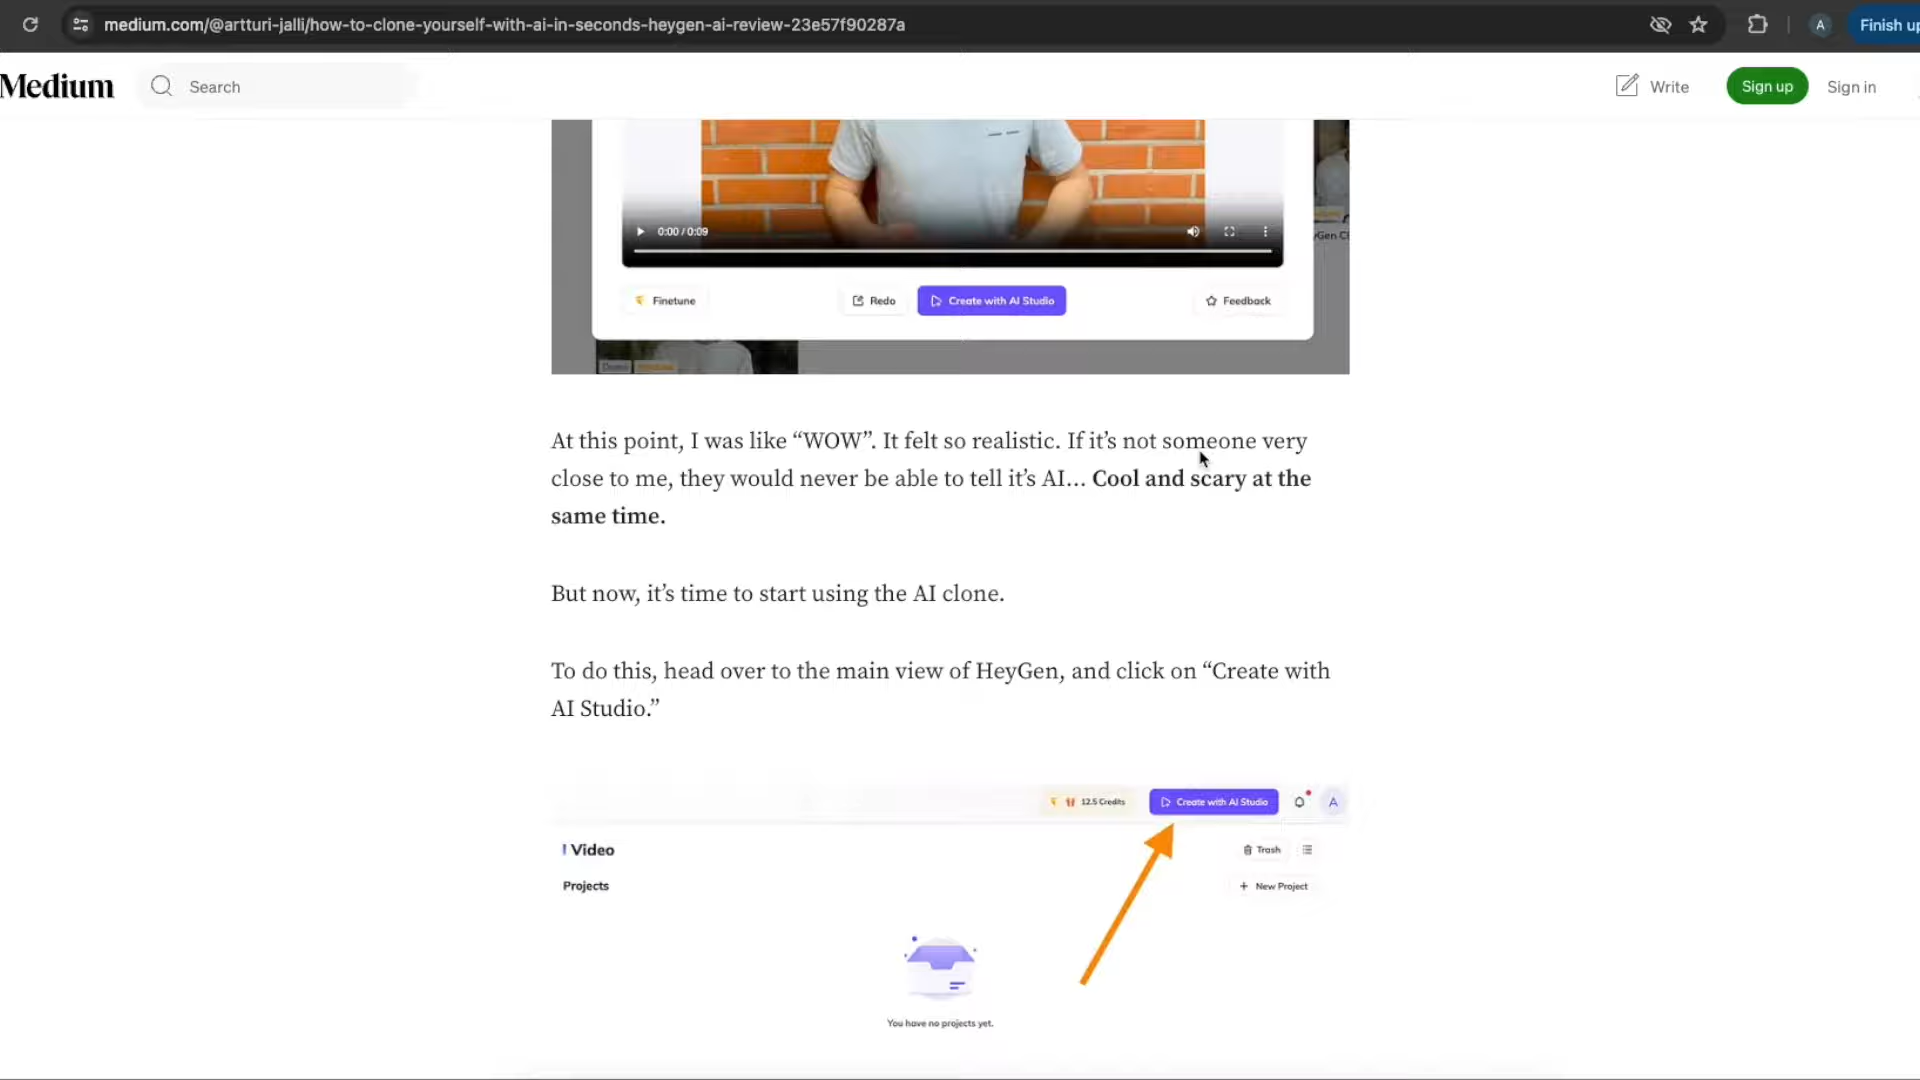 medium.com/@artturi-jalli/how-to-clone-yourself-with-ai-in-seconds-heygen-ai-review-23e57f90287a
A
Finish up
Medium
Search
Write
Sign up
Sign in
0:00 / 0:09
Finetune
Redo
Create with AI Studio
Feedback
At this point, I was like “WOW”. It felt so realistic. If it’s not someone very
close to me, they would never be able to tell it’s AI… Cool and scary at the
same time.
But now, it’s time to start using the AI clone.
To do this, head over to the main view of HeyGen, and click on “Create with
AI Studio.”
12.5 Credits
Create with AI Studio
A
Video
Trash
Projects
+ New Project
You have no projects yet.